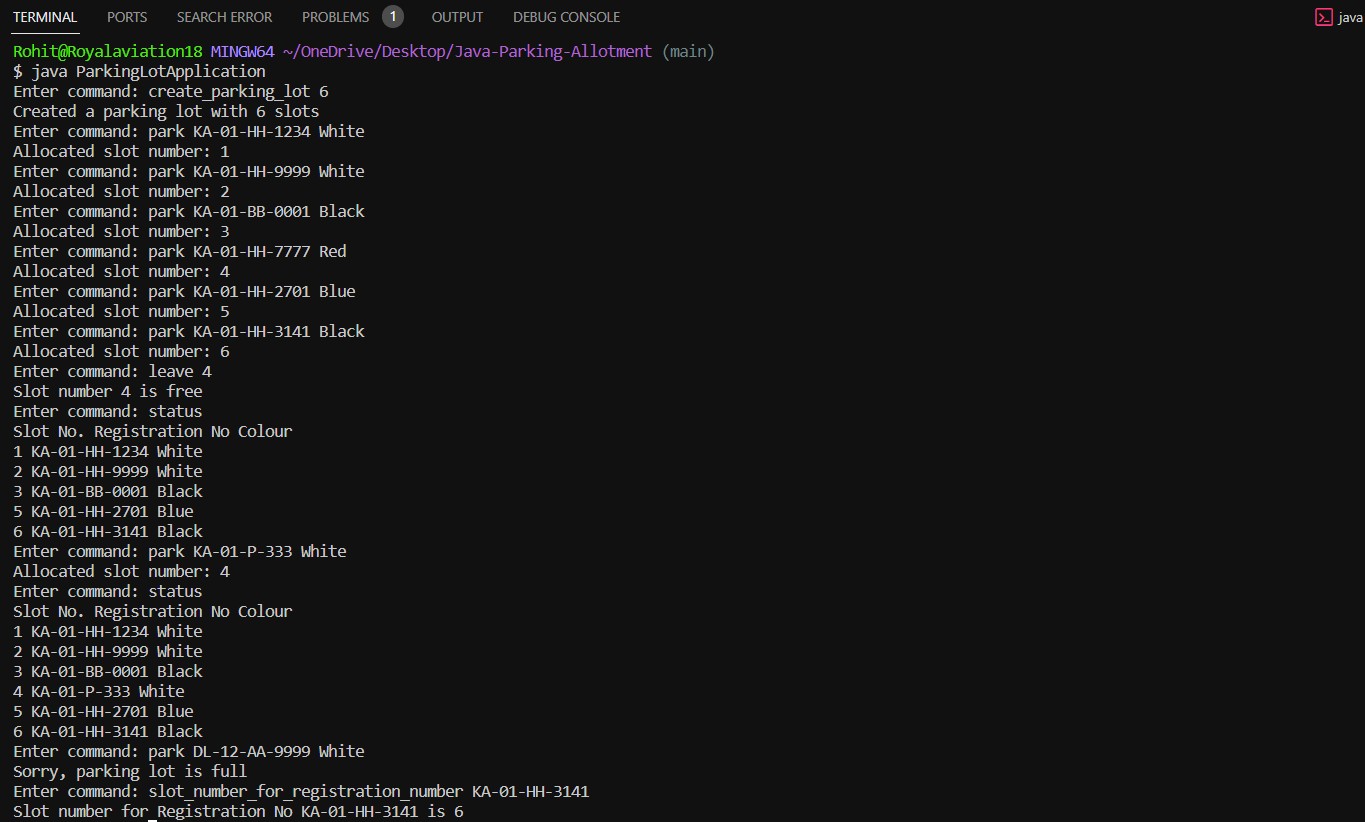 TERMINAL PORTS SEARCH ERROR PROBLEMS 1 OUTPUT DEBUG CONSOLE java
Rohit@Royalaviation18 MINGW64 ~/OneDrive/Desktop/Java-Parking-Allotment (main)
$ java ParkingLotApplication
Enter command: create_parking_lot 6
Created a parking lot with 6 slots
Enter command: park KA-01-HH-1234 White
Allocated slot number: 1
Enter command: park KA-01-HH-9999 White
Allocated slot number: 2
Enter command: park KA-01-BB-0001 Black
Allocated slot number: 3
Enter command: park KA-01-HH-7777 Red
Allocated slot number: 4
Enter command: park KA-01-HH-2701 Blue
Allocated slot number: 5
Enter command: park KA-01-HH-3141 Black
Allocated slot number: 6
Enter command: leave 4
Slot number 4 is free
Enter command: status
Slot No. Registration No Colour
1 KA-01-HH-1234 White
2 KA-01-HH-9999 White
3 KA-01-BB-0001 Black
5 KA-01-HH-2701 Blue
6 KA-01-HH-3141 Black
Enter command: park KA-01-P-333 White
Allocated slot number: 4
Enter command: status
Slot No. Registration No Colour
1 KA-01-HH-1234 White
2 KA-01-HH-9999 White
3 KA-01-BB-0001 Black
4 KA-01-P-333 White
5 KA-01-HH-2701 Blue
6 KA-01-HH-3141 Black
Enter command: park DL-12-AA-9999 White
Sorry, parking lot is full
Enter command: slot_number_for_registration_number KA-01-HH-3141
Slot number for Registration No KA-01-HH-3141 is 6